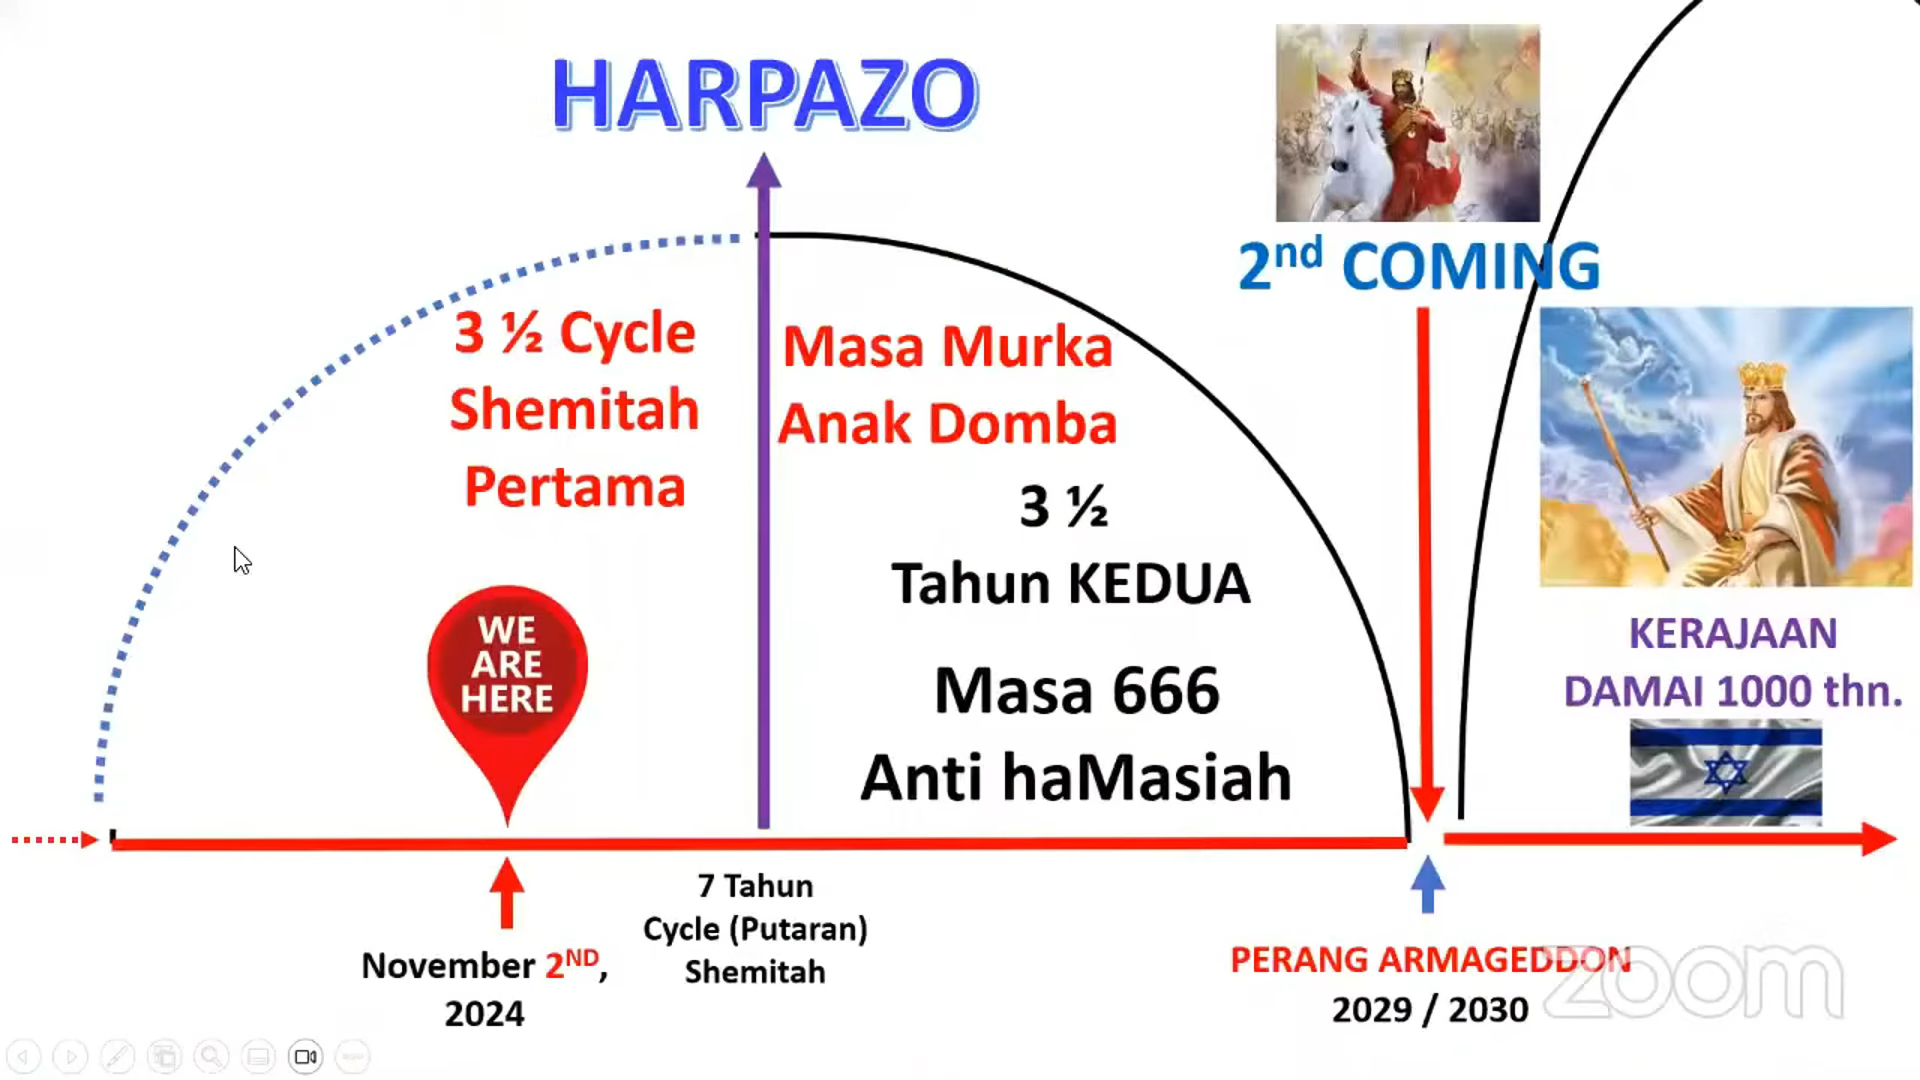 HARPAZO
2nd COMING
3 ½ Cycle
Shemitah
Pertama
Masa Murka
Anak Domba
3 ½
Tahun KEDUA
Masa 666
Anti haMasiah
WE
ARE
HERE
KERAJAAN
DAMAI 1000 thn.
7 Tahun
Cycle (Putaran)
Shemitah
November 2ND,
2024
PERANG ARMAGEDDON
2029 / 2030
zoom